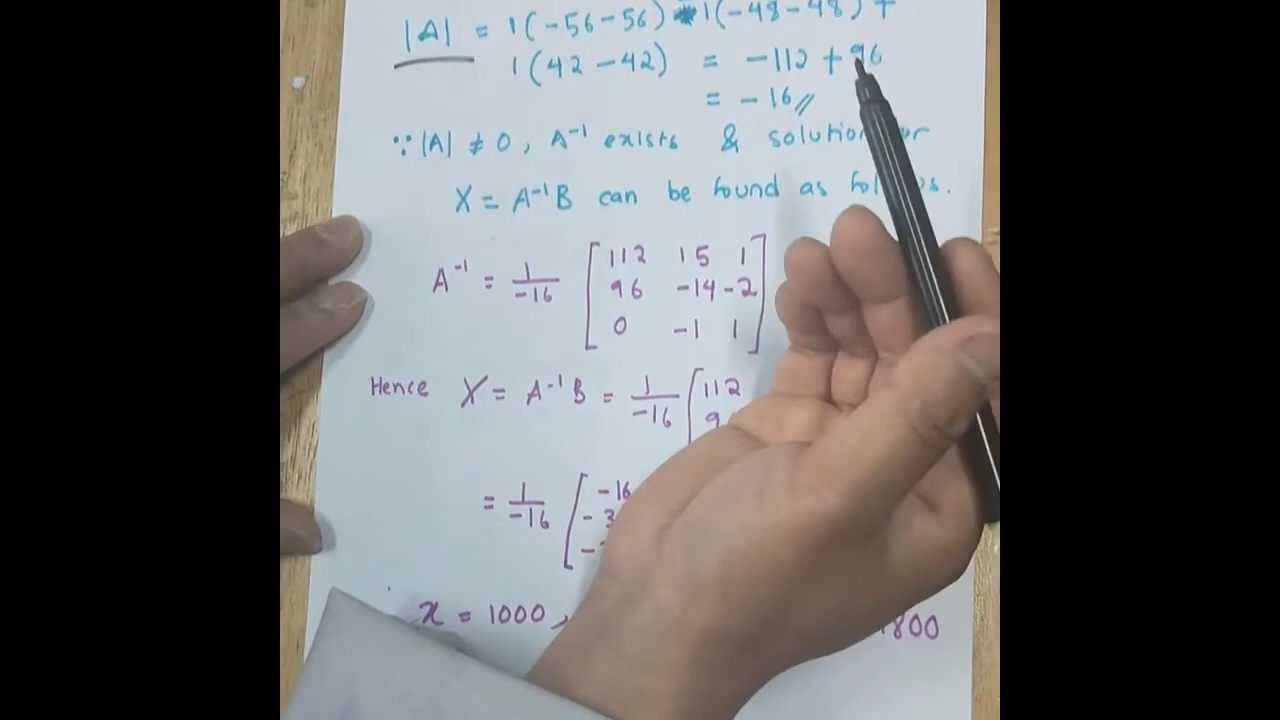 |A| = 1(-56-56) 1(-48-48) +
1(42-42) = -112 + 96
= -16//
∵ |A| ≠ 0, A⁻¹ exists & solution
X = A⁻¹B can be found as
A⁻¹ = 1/-16 [112 15 1
96 -14 -2
0 -1 1]
Hence X = A⁻¹B = 1/-16 [112
9
= 1/-16 [-16
-3
-
x = 1000, 800